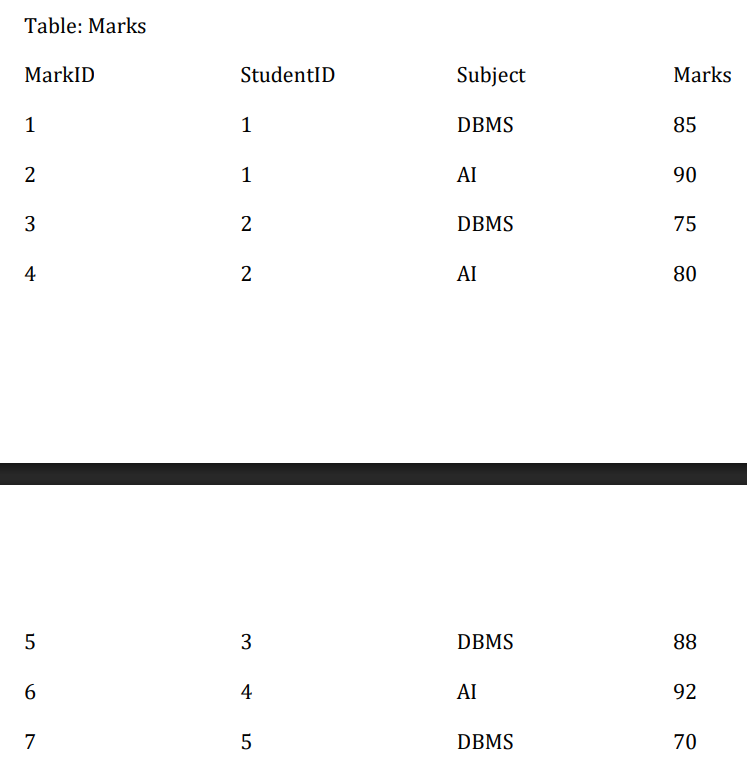 Table: Marks
MarkID StudentID Subject Marks
1 1 DBMS 85
2 1 AI 90
3 2 DBMS 75
4 2 AI 80
5 3 DBMS 88
6 4 AI 92
7 5 DBMS 70